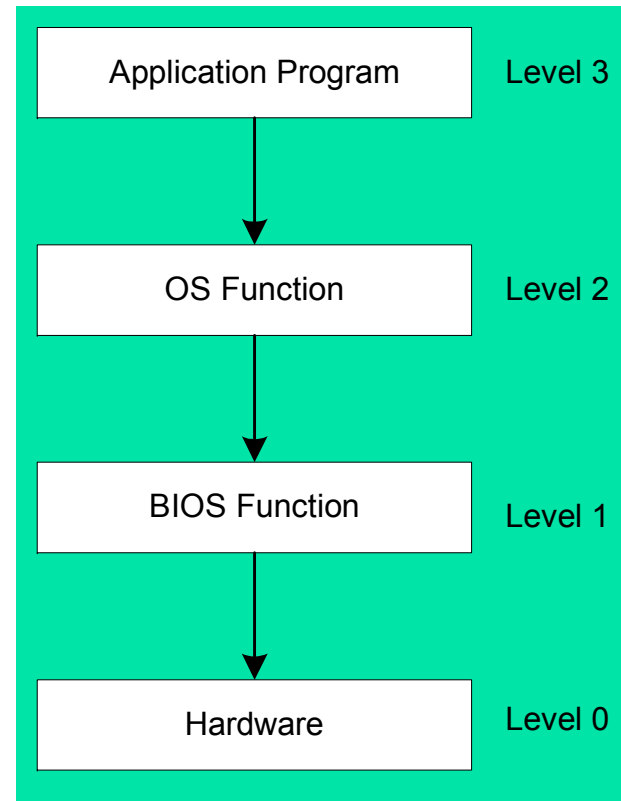 Application Program Level 3
OS Function Level 2
BIOS Function Level 1
Hardware Level 0